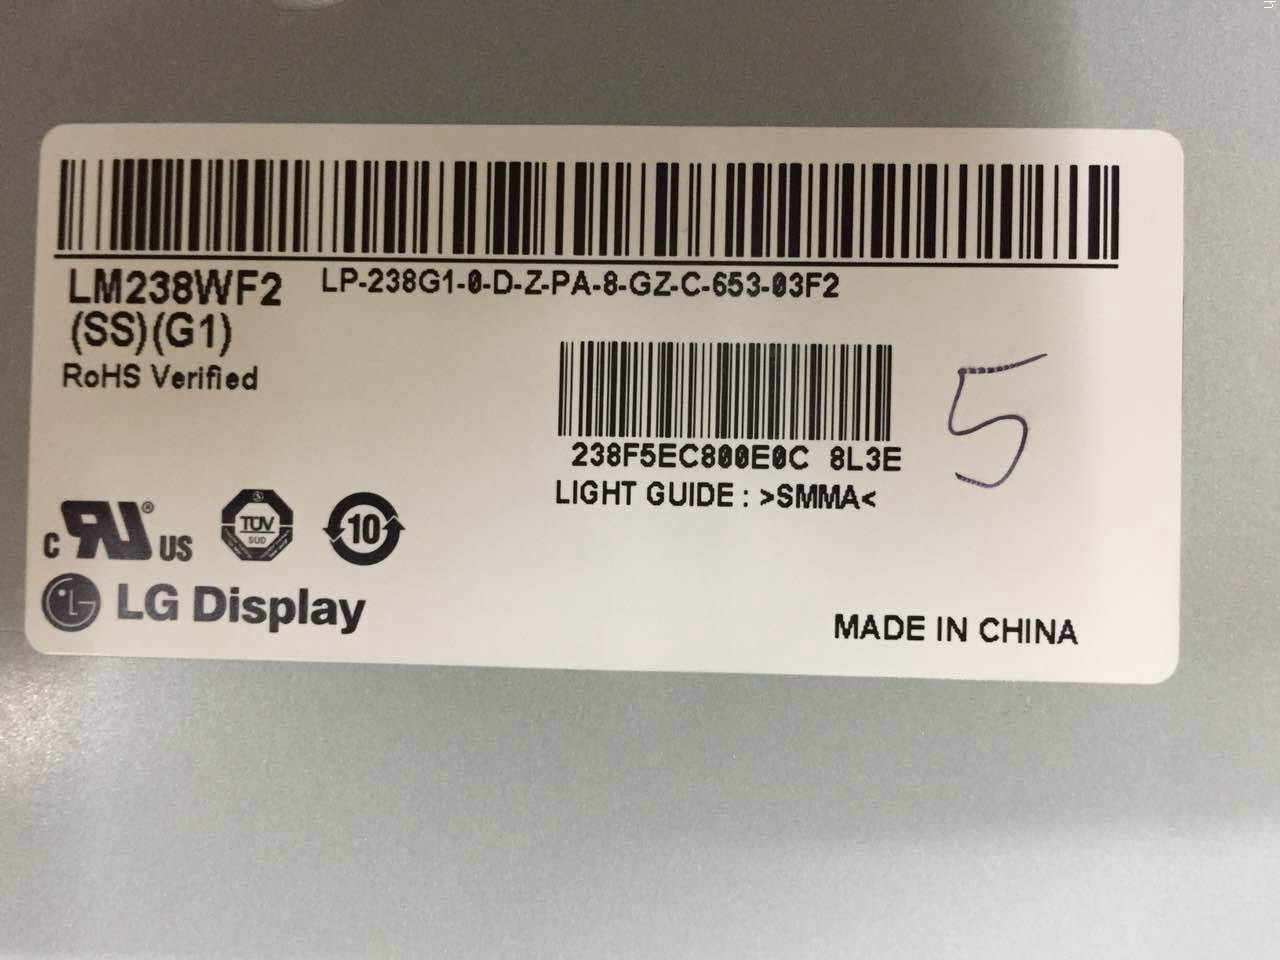 LM238WF2 LP-238G1-0-D-Z-PA-8-GZ-C-653-03F2
(SS)(G1)
RoHS Verified
238F5EC800E0C 8L3E
5
LIGHT GUIDE : >SMMA<
C RU ® US
TÜV
SÜD
10
LG Display
MADE IN CHINA